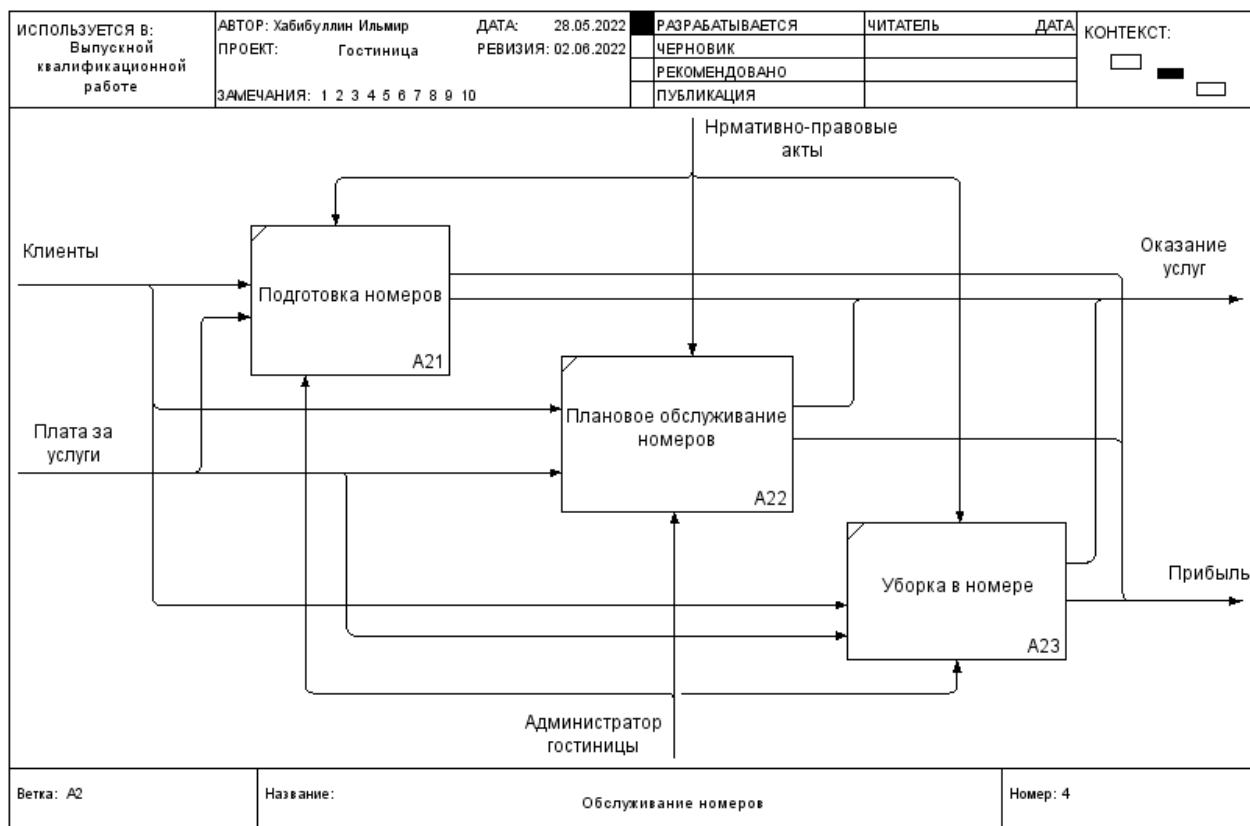 ИСПОЛЬЗУЕТСЯ В:
Выпускной
квалификационной
работе
АВТОР: Хабибуллин Ильмир
ДАТА: 28.05.2022
ПРОЕКТ: Гостиница
РЕВИЗИЯ: 02.06.2022
ЗАМЕЧАНИЯ: 1 2 3 4 5 6 7 8 9 10
РАЗРАБАТЫВАЕТСЯ
ЧЕРНОВИК
РЕКОМЕНДОВАНО
ПУБЛИКАЦИЯ
ЧИТАТЕЛЬ ДАТА
КОНТЕКСТ:
Нрмативно-правовые
акты
Клиенты
Подготовка номеров
A21
Оказание
услуг
Плата за
услуги
Плановое обслуживание
номеров
A22
Уборка в номере
A23
Прибыль
Администратор
гостиницы
Ветка: A2
Название:
Обслуживание номеров
Номер: 4